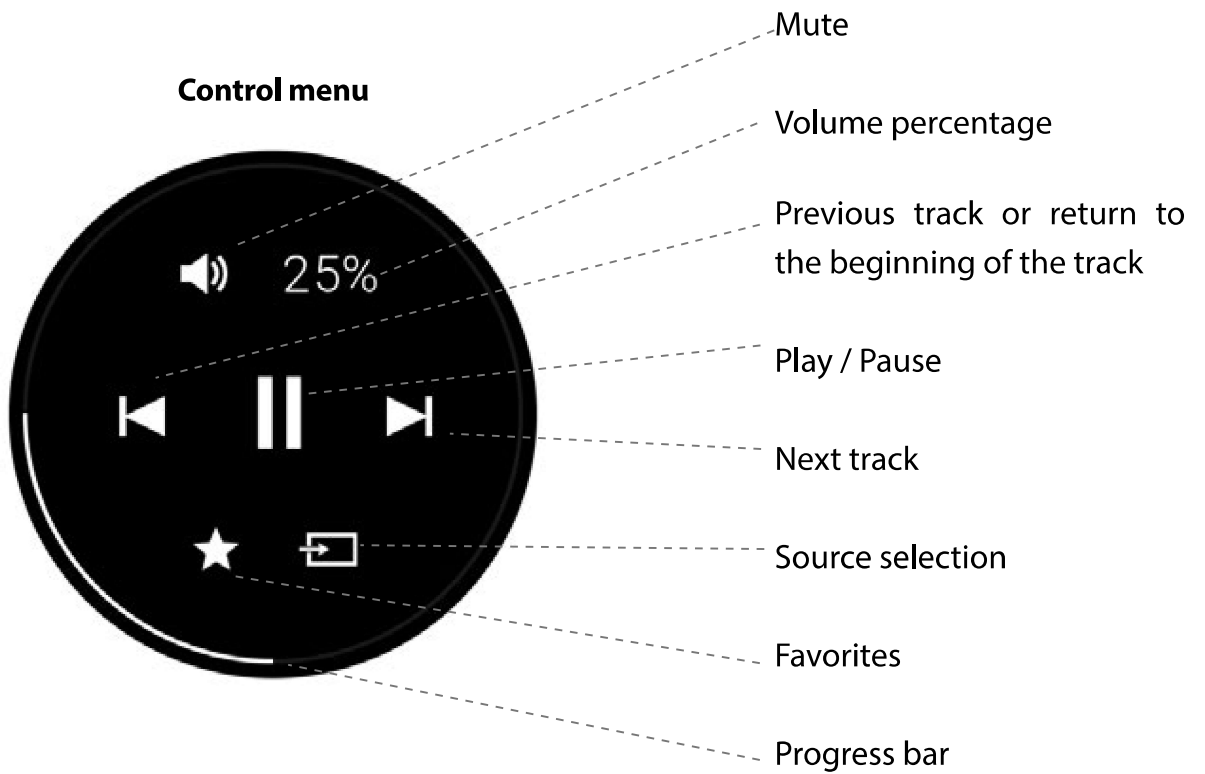 Control menu
25%
Mute
Volume percentage
Previous track or return to
the beginning of the track
Play / Pause
Next track
Source selection
Favorites
Progress bar